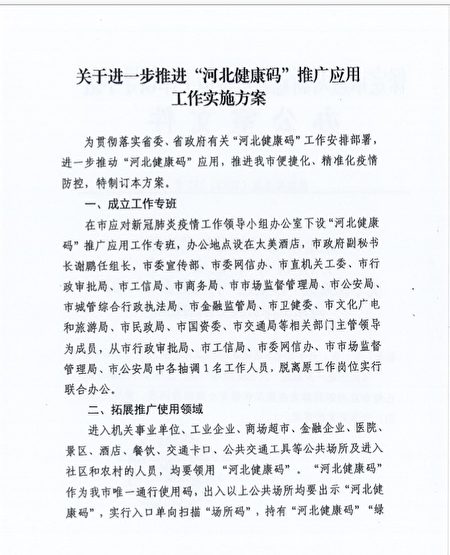 关于进一步推进“河北健康码”推广应用
工作实施方案
为贯彻落实省委、省政府有关“河北健康码”工作安排部署，
进一步推动“河北健康码”应用，推进我市便捷化、精准化疫情
防控，特制订本方案。
一、成立工作专班
在市应对新冠肺炎疫情工作领导小组办公室下设“河北健康
码”推广应用工作专班，办公地点设在太美酒店，市政府副秘书
长谢鹏任组长，市委宣传部、市委网信办、市直机关工委、市行
政审批局、市工信局、市商务局、市市场监督管理局、市公安局、
市城管综合行政执法局、市金融监管局、市卫健委、市文化广电
和旅游局、市民政局、市国资委、市交通局等相关部门主管领导
为成员，从市行政审批局、市工信局、市委网信办、市市场监督
管理局、市公安局中各抽调1名工作人员，脱离原工作岗位实行
联合办公。
二、拓展推广使用领域
进入机关事业单位、工业企业、商场超市、金融企业、医院、
景区、酒店、餐饮、交通卡口、公共交通工具等公共场所及进入
社区和农村的人员，均要领用“河北健康码”。“河北健康码”
作为我市唯一通行使用码，出入以上公共场所均要出示“河北健
康码”，实行入口单向扫描“场所码”，持有“河北健康码”“绿